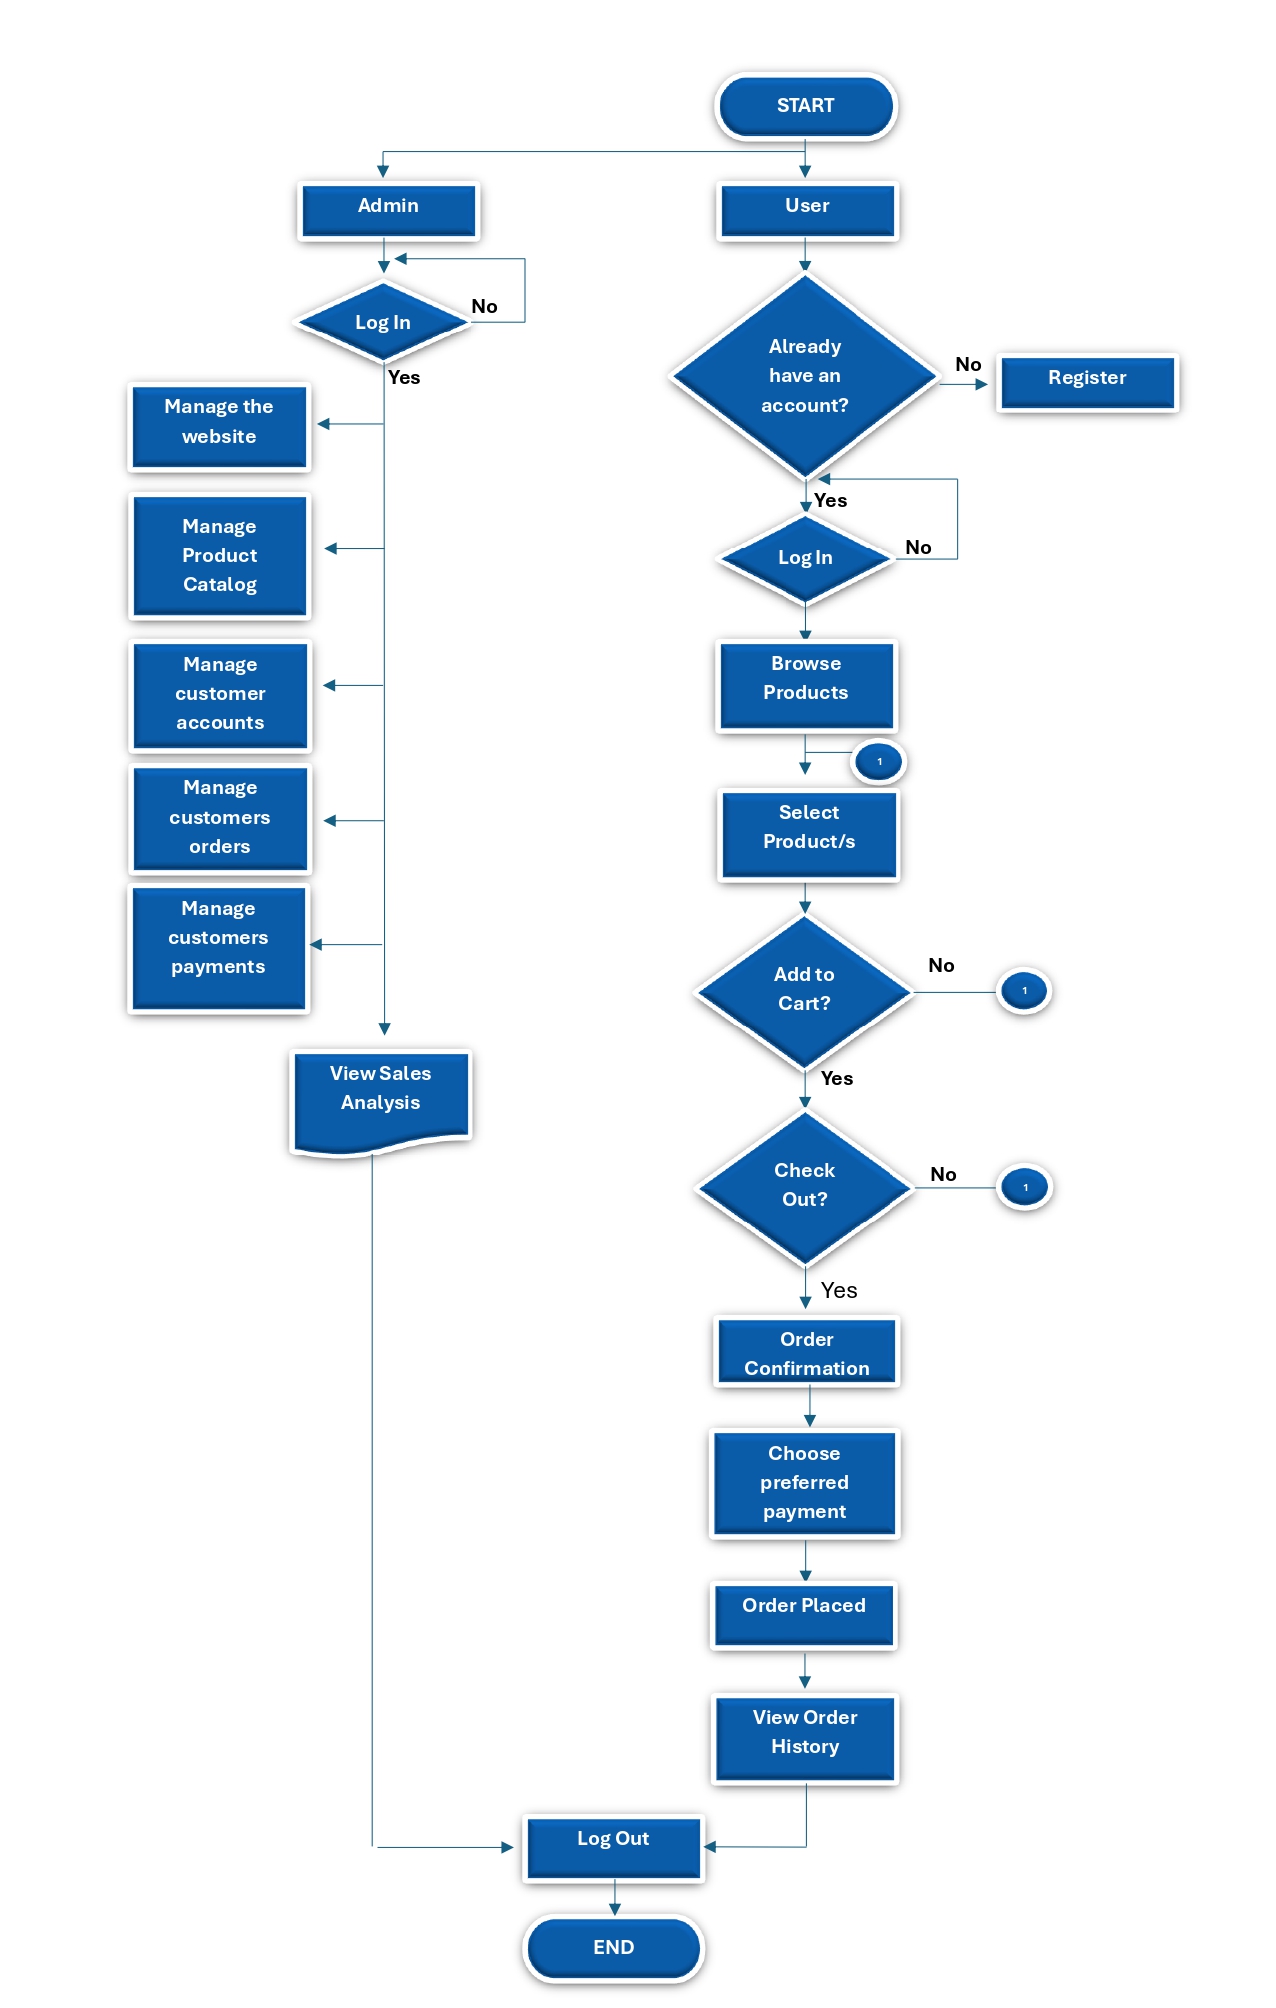 START
Admin
User
Log In
No
Yes
Already
have an
account?
No
Register
Yes
Log In
No
Manage the
website
Manage
Product
Catalog
Manage
customer
accounts
Manage
customers
orders
Manage
customers
payments
View Sales
Analysis
Browse
Products
1
Select
Product/s
Add to
Cart?
No
1
Yes
Check
Out?
No
1
Yes
Order
Confirmation
Choose
preferred
payment
Order Placed
View Order
History
Log Out
END